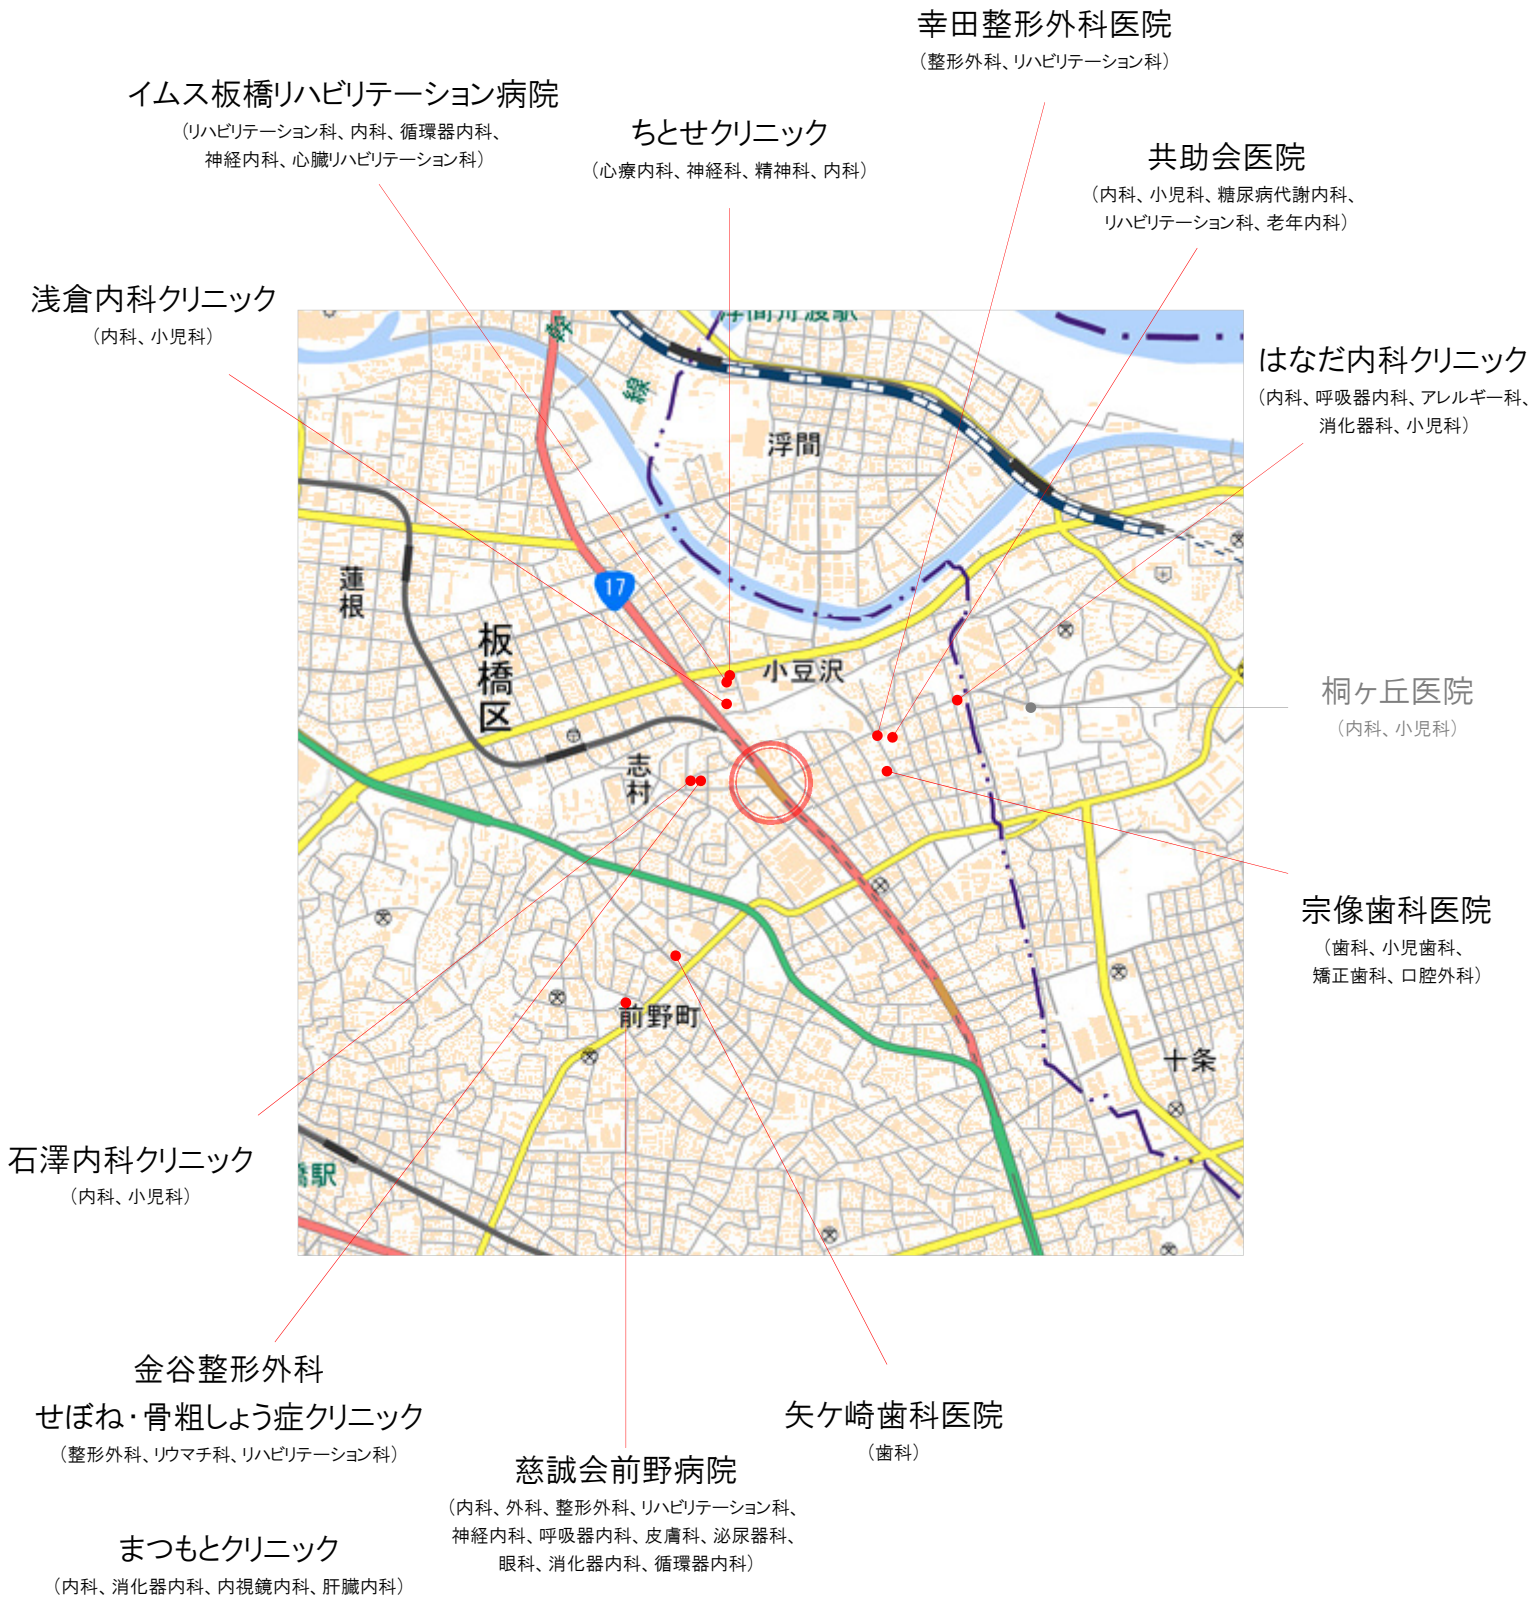 幸田整形外科医院
（整形外科、リハビリテーション科）
イムス板橋リハビリテーション病院
（リハビリテーション科、内科、循環器内科、
神経内科、心臓リハビリテーション科）
ちとせクリニック
（心療内科、神経科、精神科、内科）
共助会医院
（内科、小児科、糖尿病代謝内科、
リハビリテーション科、老年内科）
浅倉内科クリニック
（内科、小児科）
はなだ内科クリニック
（内科、呼吸器内科、アレルギー科、
消化器科、小児科）
浮間舟渡駅
線
浮間
蓮根
17
板橋区
小豆沢
志村
桐ヶ丘医院
（内科、小児科）
宗像歯科医院
（歯科、小児歯科、
矯正歯科、口腔外科）
前野町
十条
橋駅
石澤内科クリニック
（内科、小児科）
金谷整形外科
せぼね・骨粗しょう症クリニック
（整形外科、リウマチ科、リハビリテーション科）
矢ケ崎歯科医院
（歯科）
慈誠会前野病院
（内科、外科、整形外科、リハビリテーション科、
神経内科、呼吸器内科、皮膚科、泌尿器科、
眼科、消化器内科、循環器内科）
まつもとクリニック
（内科、消化器内科、内視鏡内科、肝臓内科）